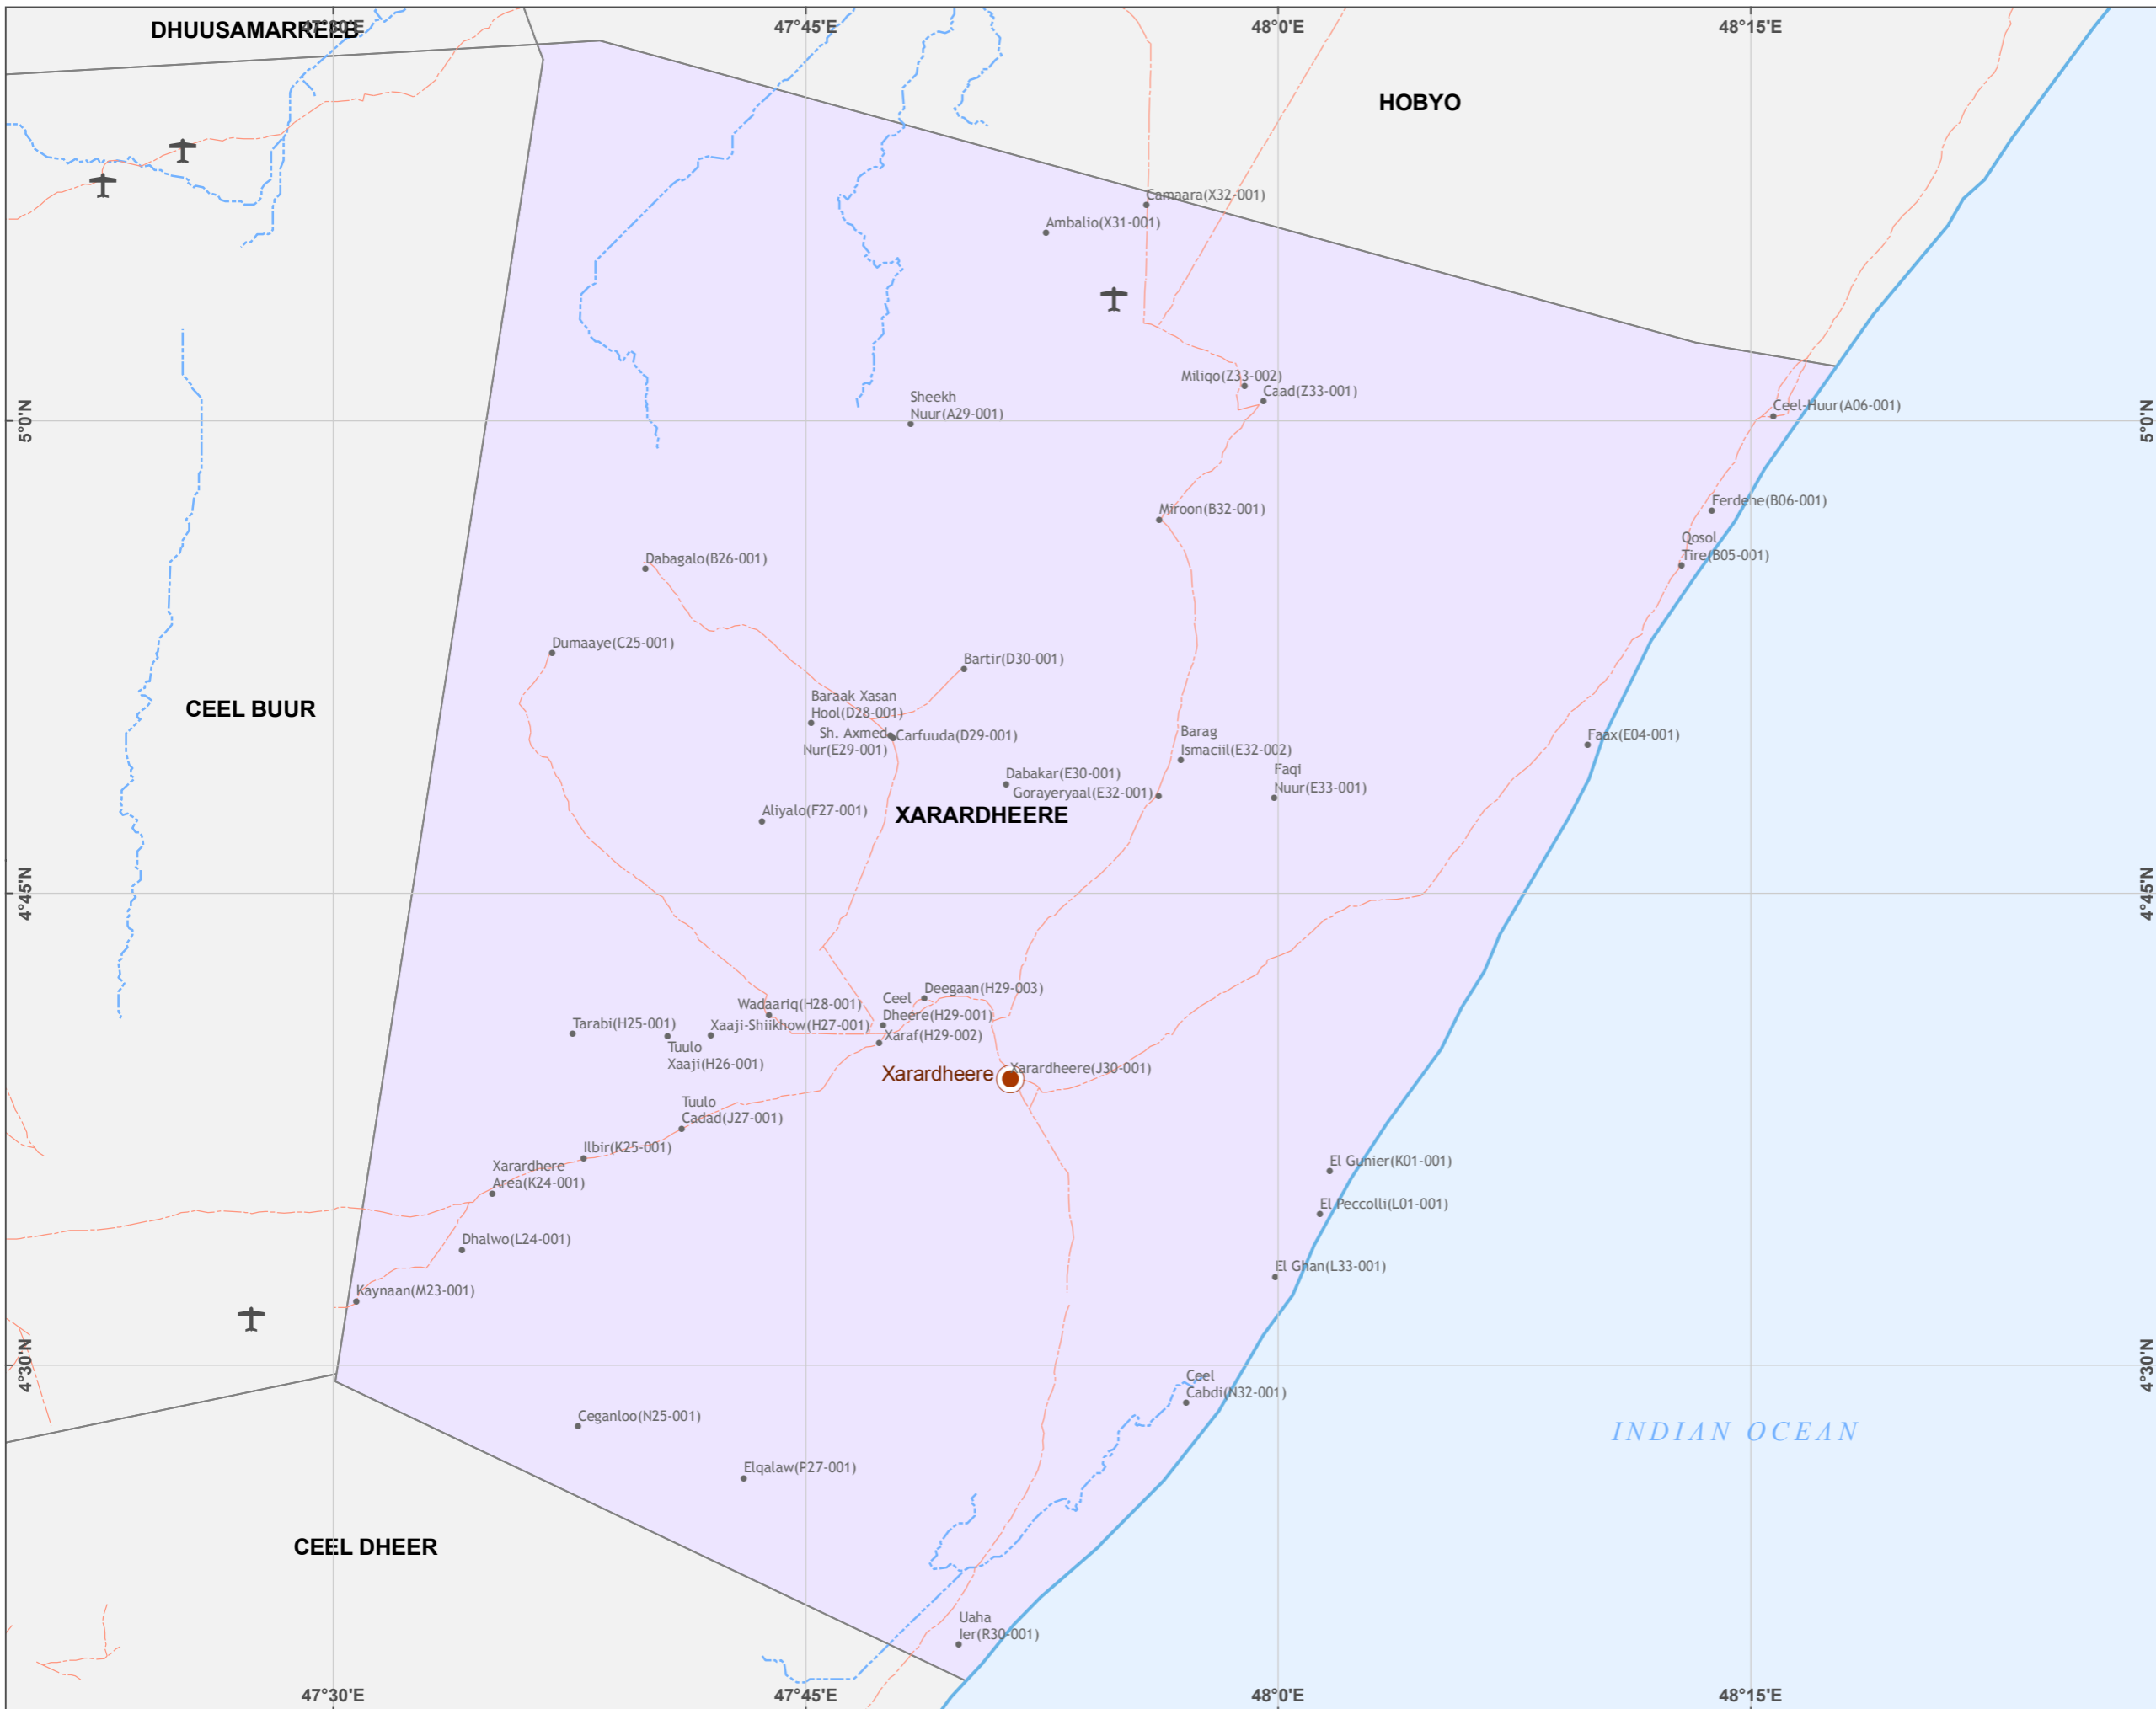 DHUUSAMARREEB
47°30'E
47°45'E
48°0'E
48°15'E
HOBYO
Camaara(X32-001)
Ambalio(X31-001)
Miliqo(Z33-002)
Caad(Z33-001)
Sheekh
Nuur(A29-001)
Ceel-Huur(A06-001)
5°0'N
5°0'N
Ferdene(B06-001)
Miroon(B32-001)
Qosol
Tire(B05-001)
Dabagalo(B26-001)
Dumaaye(C25-001)
Bartir(D30-001)
Baraak Xasan
Hool(D28-001)
CEEL BUUR
Sh. Axmed
Nur(E29-001)
Carfuuda(D29-001)
Barag
Ismaciil(E32-002)
Faax(E04-001)
Dabakar(E30-001)
Gorayeryaal(E32-001)
Faqi
Nuur(E33-001)
Aliyalo(F27-001)
XARARDHEERE
4°45'N
4°45'N
Deegaan(H29-003)
Wadaariq(H28-001)
Ceel
Dheere(H29-001)
Tarabi(H25-001)
Xaaji-Shiikhow(H27-001)
Xaraf(H29-002)
Tuulo
Xaaji(H26-001)
Xarardheere
Xarardheere(J30-001)
Tuulo
Cadad(J27-001)
Ilbir(K25-001)
Xarardhere
Area(K24-001)
El Gunier(K01-001)
El Peccolli(L01-001)
Dhalwo(L24-001)
El Ghan(L33-001)
Kaynaan(M23-001)
4°30'N
4°30'N
Ceel
Cabdi(N32-001)
Ceganloo(N25-001)
INDIAN OCEAN
Elqalaw(P27-001)
CEEL DHEER
Uaha
Ier(R30-001)
47°30'E
47°45'E
48°0'E
48°15'E